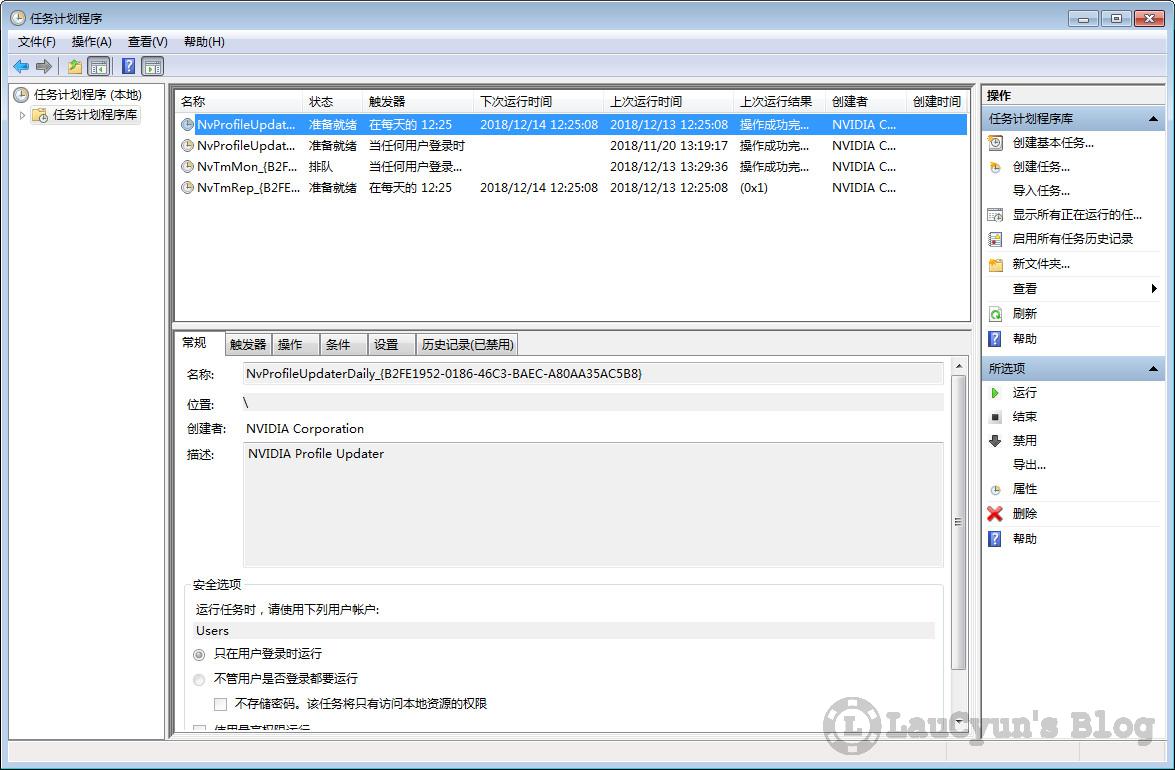 任务计划程序
文件(F) 操作(A) 查看(V) 帮助(H)
任务计划程序 (本地)
任务计划程序库
名称 状态 触发器 下次运行时间 上次运行时间 上次运行结果 创建者 创建时间
NvProfileUpdat... 准备就绪 在每天的 12:25 2018/12/14 12:25:08 2018/12/13 12:25:08 操作成功完... NVIDIA C...
NvProfileUpdat... 准备就绪 当任何用户登录时 2018/11/20 13:19:17 操作成功完... NVIDIA C...
NvTmMon_{B2F... 排队 当任何用户登录... 2018/12/13 13:29:36 操作成功完... NVIDIA C...
NvTmRep_{B2FE... 准备就绪 在每天的 12:25 2018/12/14 12:25:08 2018/12/13 12:25:08 (0x1) NVIDIA C...
常规 触发器 操作 条件 设置 历史记录(已禁用)
名称: NvProfileUpdaterDaily_{B2FE1952-0186-46C3-BAEC-A80AA35AC5B8}
位置: \
创建者: NVIDIA Corporation
描述: NVIDIA Profile Updater
安全选项
运行任务时，请使用下列用户帐户:
Users
只在用户登录时运行
不管用户是否登录都要运行
不存储密码。该任务将只有访问本地资源的权限
使用最高权限运行
操作
任务计划程序库
创建基本任务...
创建任务...
导入任务...
显示所有正在运行的任...
启用所有任务历史记录
新文件夹...
查看
刷新
帮助
所选项
运行
结束
禁用
导出...
属性
删除
帮助
L LauCyun's Blog